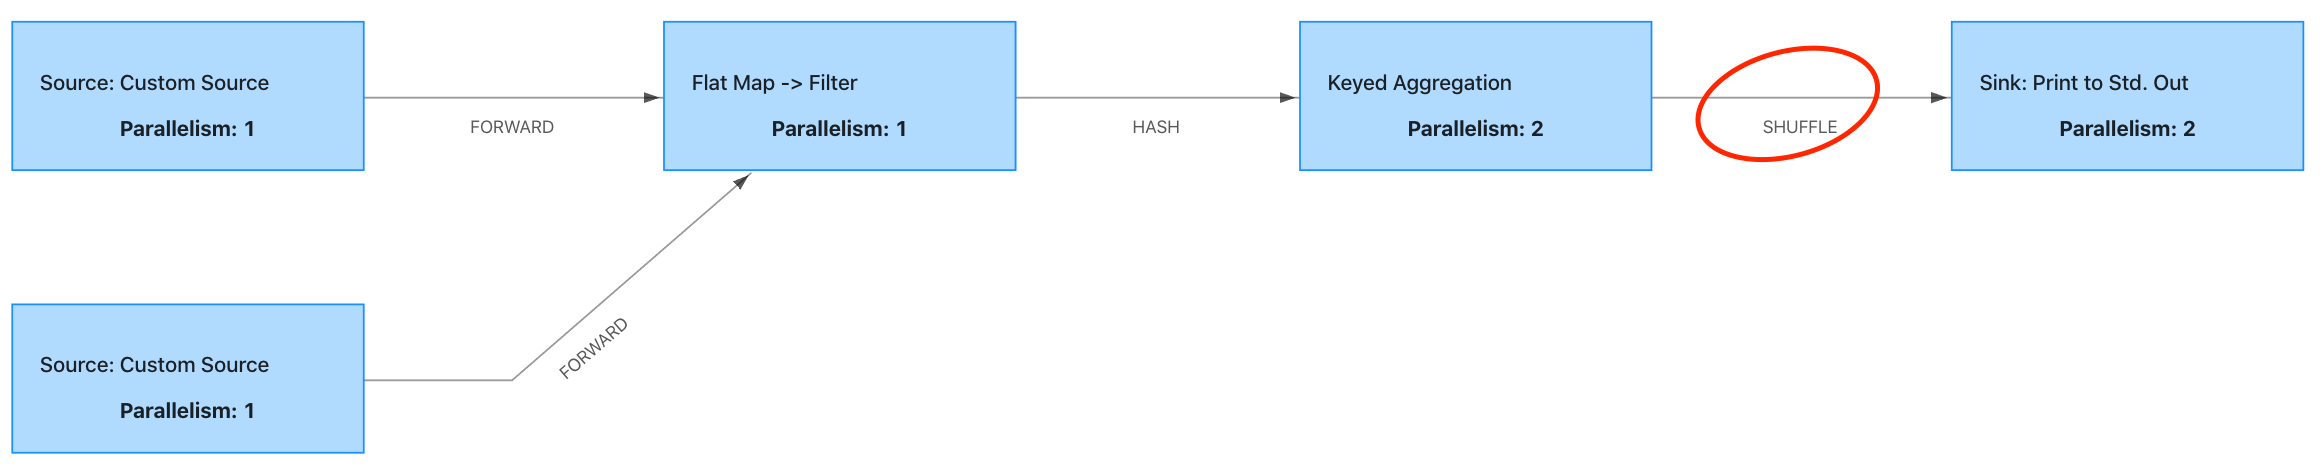 Source: Custom Source
Parallelism: 1
FORWARD
Flat Map -> Filter
Parallelism: 1
HASH
Keyed Aggregation
Parallelism: 2
SHUFFLE
Sink: Print to Std. Out
Parallelism: 2
Source: Custom Source
Parallelism: 1
FORWARD